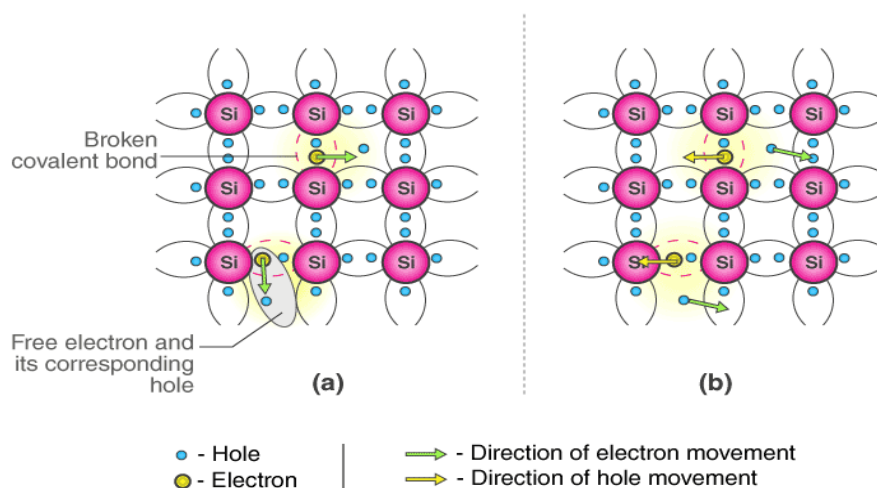 Si Si Si
Si Si Si
Broken
covalent bond
Si Si Si
Si Si Si
Si Si Si
Si Si Si
Free electron and
its corresponding
hole
(a)
(b)
- Hole
- Electron
- Direction of electron movement
- Direction of hole movement